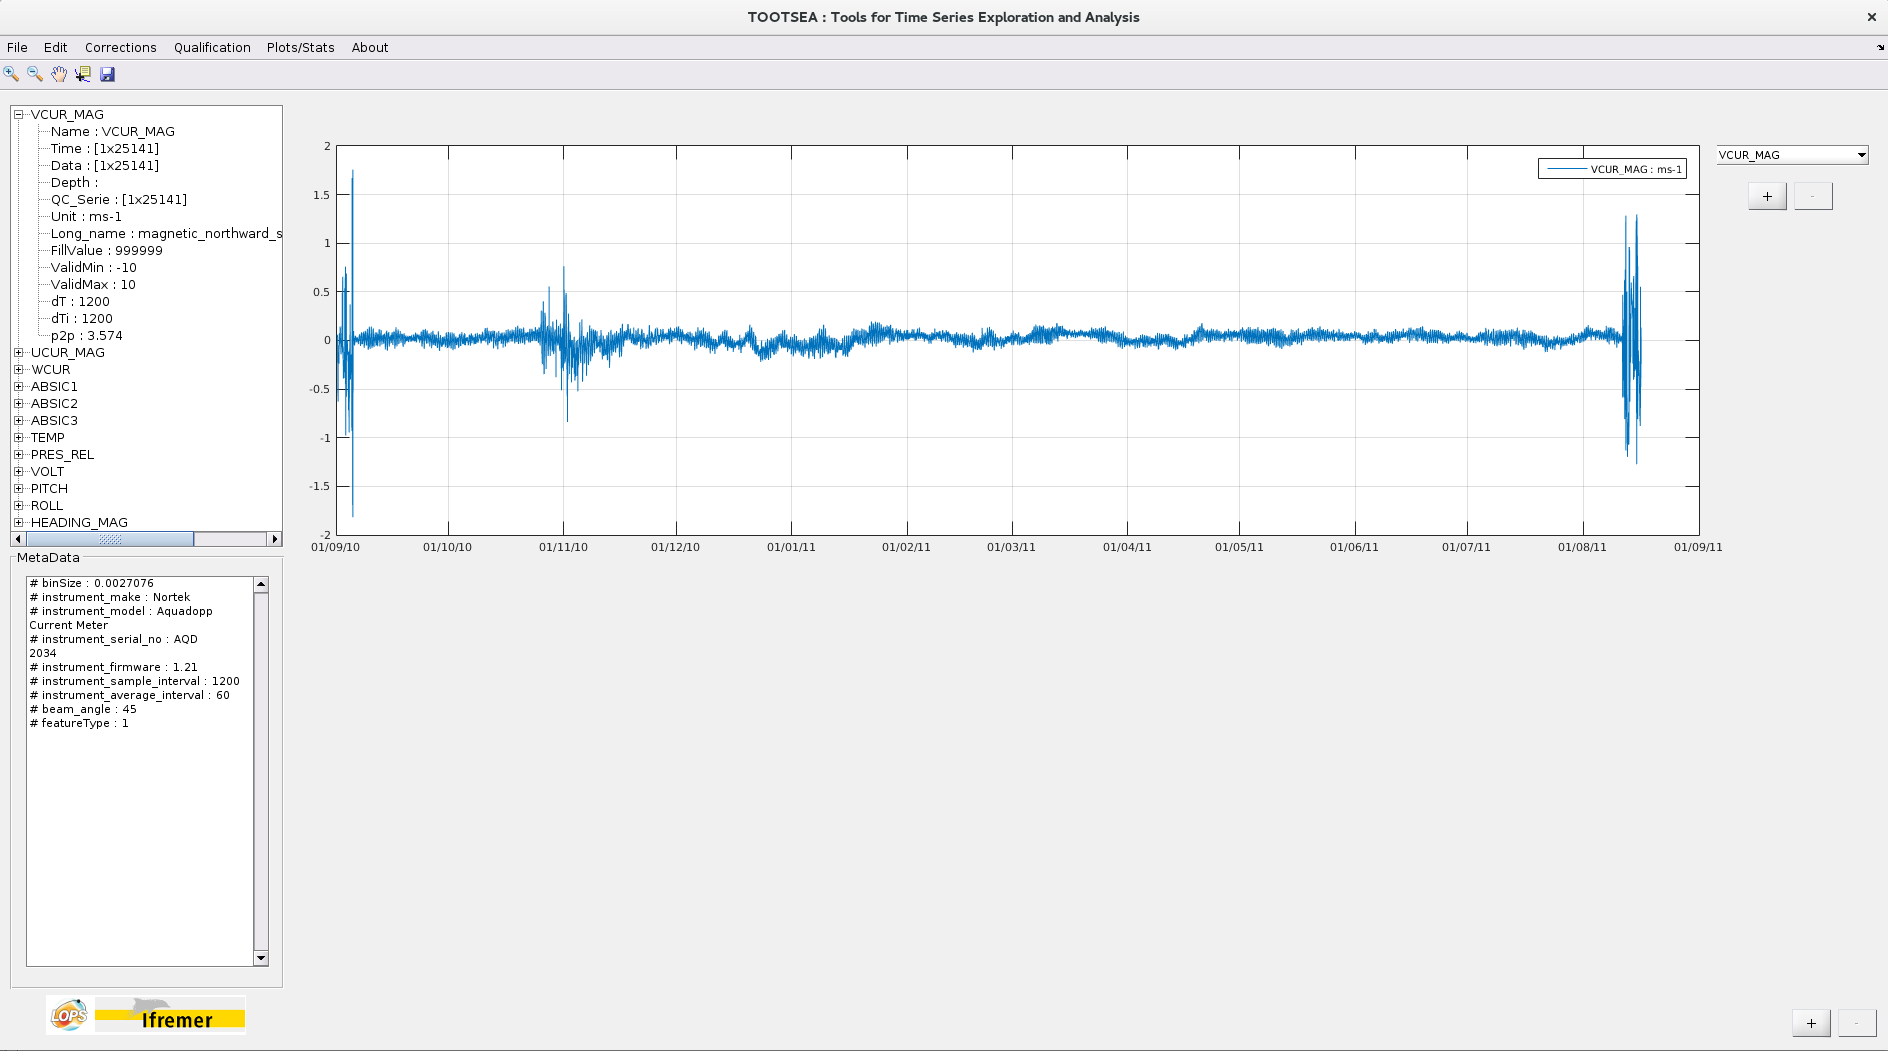 TOOTSEA : Tools for Time Series Exploration and Analysis
File Edit Corrections Qualification Plots/Stats About
VCUR_MAG
Name : VCUR_MAG
Time : [1x25141]
Data : [1x25141]
Depth :
QC_Serie : [1x25141]
Unit : ms-1
Long_name : magnetic_northward_s
FillValue : 999999
ValidMin : -10
ValidMax : 10
dT : 1200
dTi : 1200
p2p : 3.574
UCUR_MAG
WCUR
ABSIC1
ABSIC2
ABSIC3
TEMP
PRES_REL
VOLT
PITCH
ROLL
HEADING_MAG
MetaData
# binSize : 0.0027076
# instrument_make : Nortek
# instrument_model : Aquadopp
Current Meter
# instrument_serial_no : AQD
2034
# instrument_firmware : 1.21
# instrument_sample_interval : 1200
# instrument_average_interval : 60
# beam_angle : 45
# featureType : 1
LOPS
Ifremer
2
1.5
1
0.5
0
-0.5
-1
-1.5
-2
01/09/10 01/10/10 01/11/10 01/12/10 01/01/11 01/02/11 01/03/11 01/04/11 01/05/11 01/06/11 01/07/11 01/08/11 01/09/11
VCUR_MAG : ms-1
VCUR_MAG
+ -
+ -